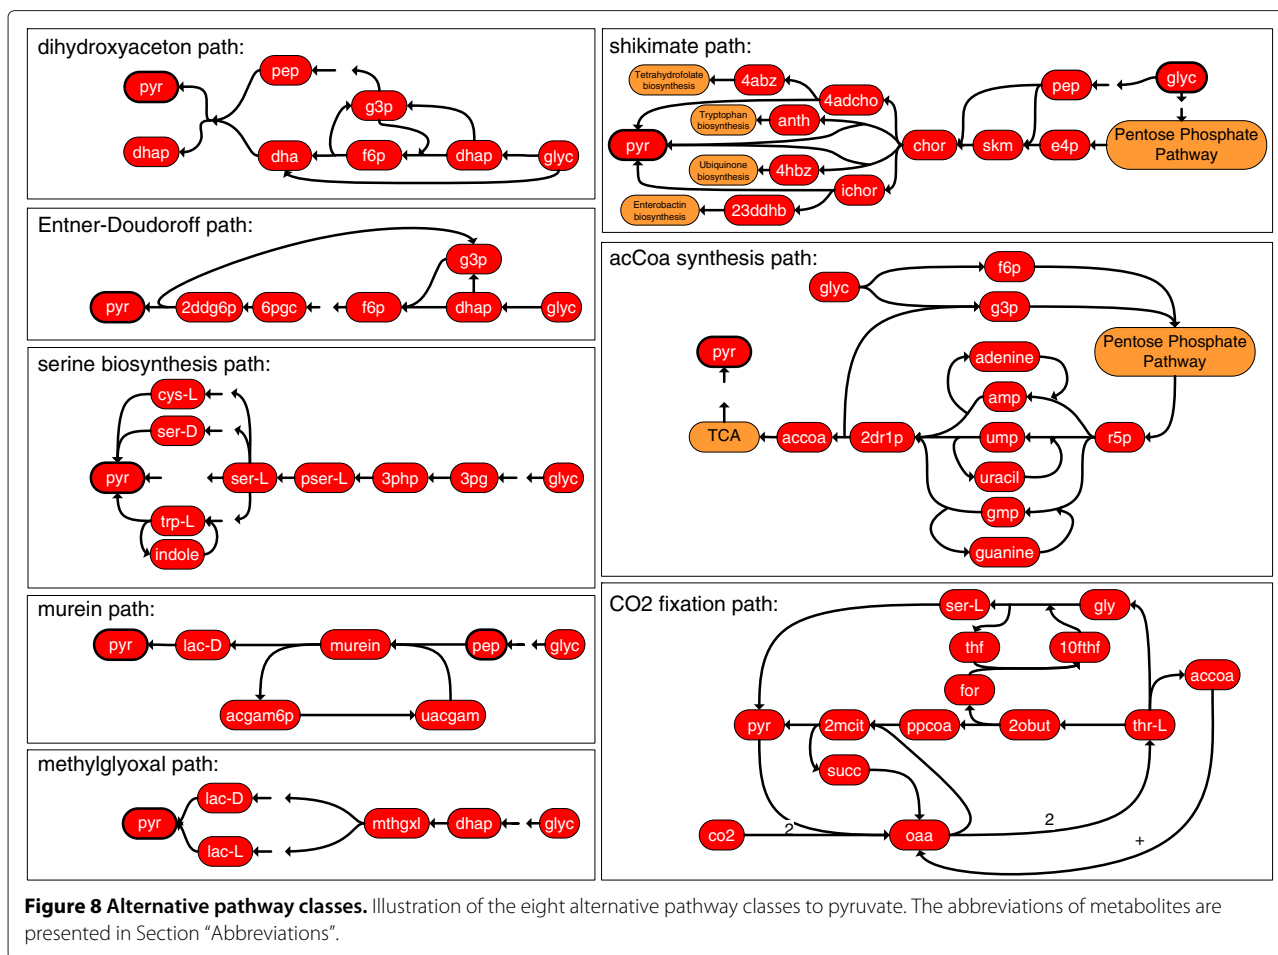 dihydroxyaceton path:
pep
pyr
g3p
dhap
dha
f6p
dhap
glyc
Entner-Doudoroff path:
g3p
pyr
2ddg6p
6pgc
f6p
dhap
glyc
serine biosynthesis path:
cys-L
ser-D
pyr
ser-L
pser-L
3php
3pg
glyc
trp-L
indole
murein path:
pyr
lac-D
murein
pep
glyc
acgam6p
uacgam
methylglyoxal path:
lac-D
pyr
mthgxl
dhap
glyc
lac-L
shikimate path:
Tetrahydrofolate
biosynthesis
4abz
pep
glyc
4adcho
Tryptophan
biosynthesis
anth
Pentose Phosphate
Pathway
pyr
chor
skm
e4p
Ubiquinone
biosynthesis
4hbz
ichor
Enterobactin
biosynthesis
23ddhb
acCoa synthesis path:
f6p
glyc
g3p
Pentose Phosphate
Pathway
pyr
adenine
amp
TCA
accoa
2dr1p
ump
r5p
uracil
gmp
guanine
CO2 fixation path:
ser-L
gly
thf
10fthf
accoa
for
pyr
2mcit
ppcoa
2obut
thr-L
succ
co2
2
oaa
2
+
Figure 8 Alternative pathway classes. Illustration of the eight alternative pathway classes to pyruvate. The abbreviations of metabolites are
presented in Section “Abbreviations”.